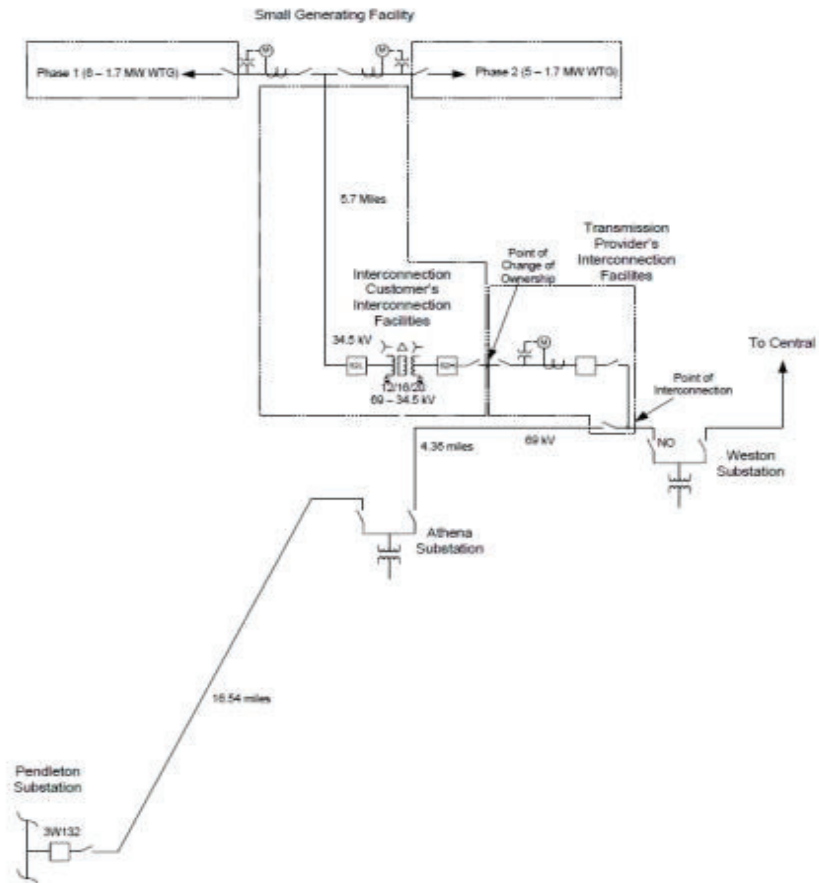 Small Generating Facility
M
M
Phase 1 (6 – 1.7 MW WTG)
Phase 2 (5 – 1.7 MW WTG)
5.7 Miles
Transmission
Provider's
Interconnection
Facilites
Point of
Change of
Ownership
Interconnection
Customer's
Interconnection
Facilities
34.5 kV
M
To Central
52L
52H
12/16/20
69 – 34.5 kV
Point of
Interconnection
4.36 miles
69 kV
NO
Weston
Substation
Athena
Substation
16.54 miles
Pendleton
Substation
3W132